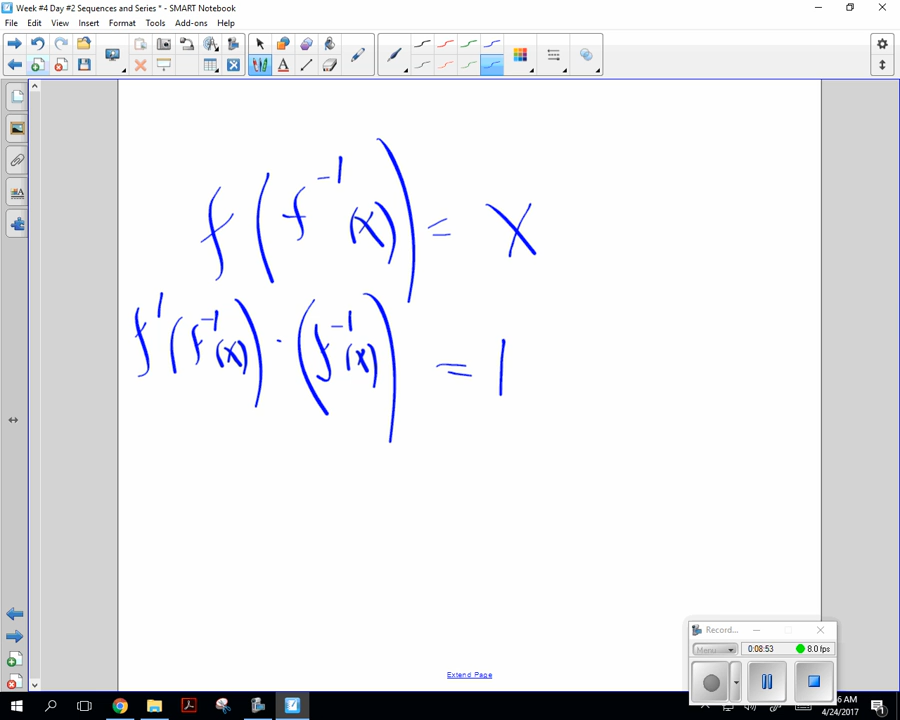 Week #4 Day #2 Sequences and Series * - SMART Notebook
File Edit View Insert Format Tools Add-ons Help
f(f⁻¹(x)) = x
f'(f⁻¹(x)) · (f⁻¹(x)) = 1
Extend Page
Record...
Menu
0:08:53
8.0 fps
AM
4/24/2017